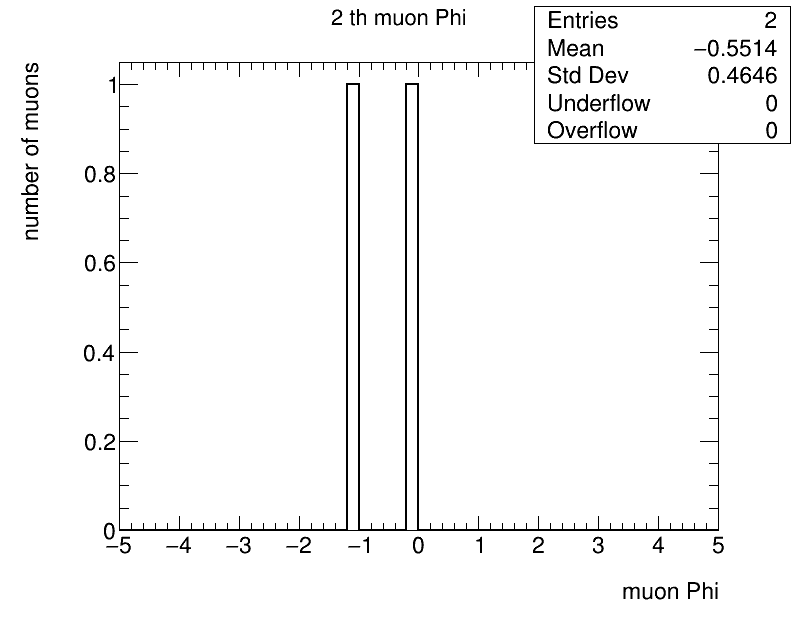 2 th muon Phi
Entries 2
Mean −0.5514
Std Dev 0.4646
Underflow 0
Overflow 0
number of muons
1
0.8
0.6
0.4
0.2
0
−5 −4 −3 −2 −1 0 1 2 3 4 5
muon Phi